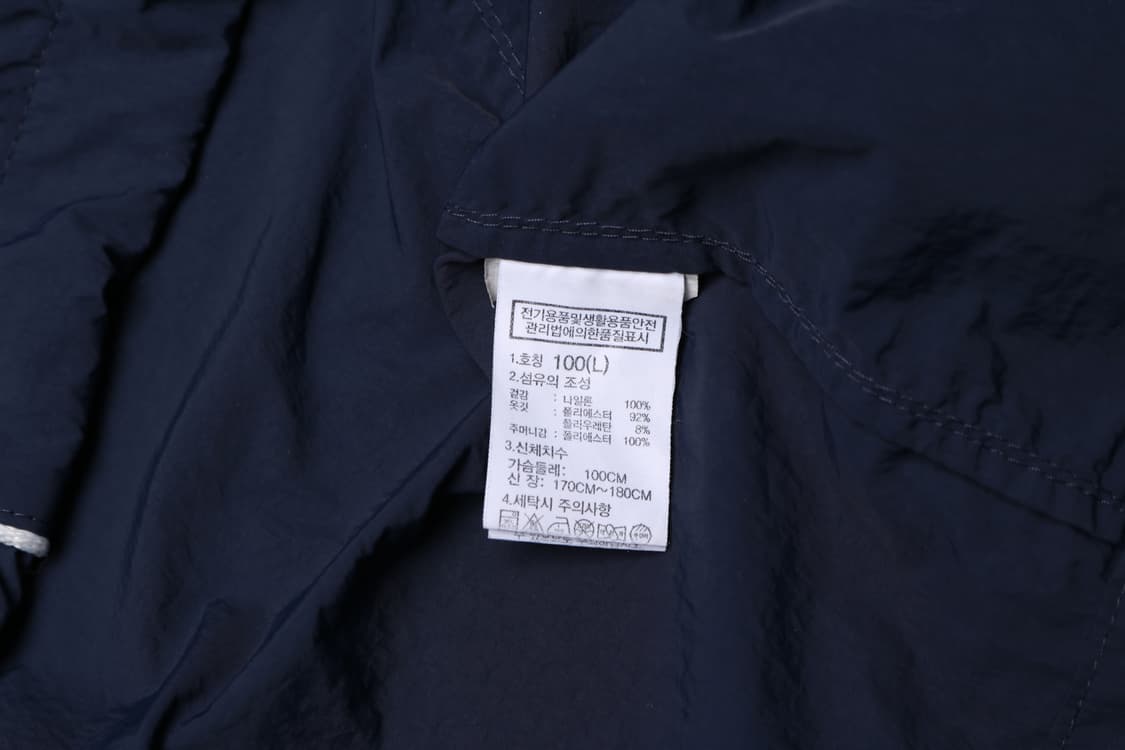 전기용품및생활용품안전
관리법에의한품질표시
1.호칭 100(L)
2.섬유의 조성
겉감 : 나일론 100%
옷깃 : 폴리에스터 92%
폴리우레탄 8%
주머니감 : 폴리에스터 100%
3.신체치수
가슴둘레: 100CM
신 장: 170CM~180CM
4.세탁시 주의사항